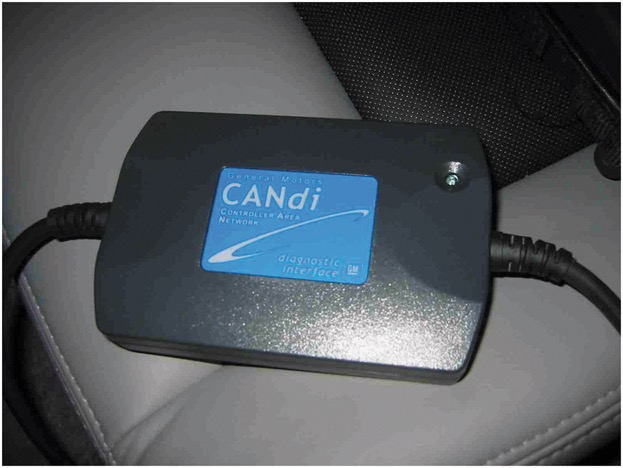 General Motors
CANdi
CONTROLLER AREA
NETWORK
diagnostic
interface
GM